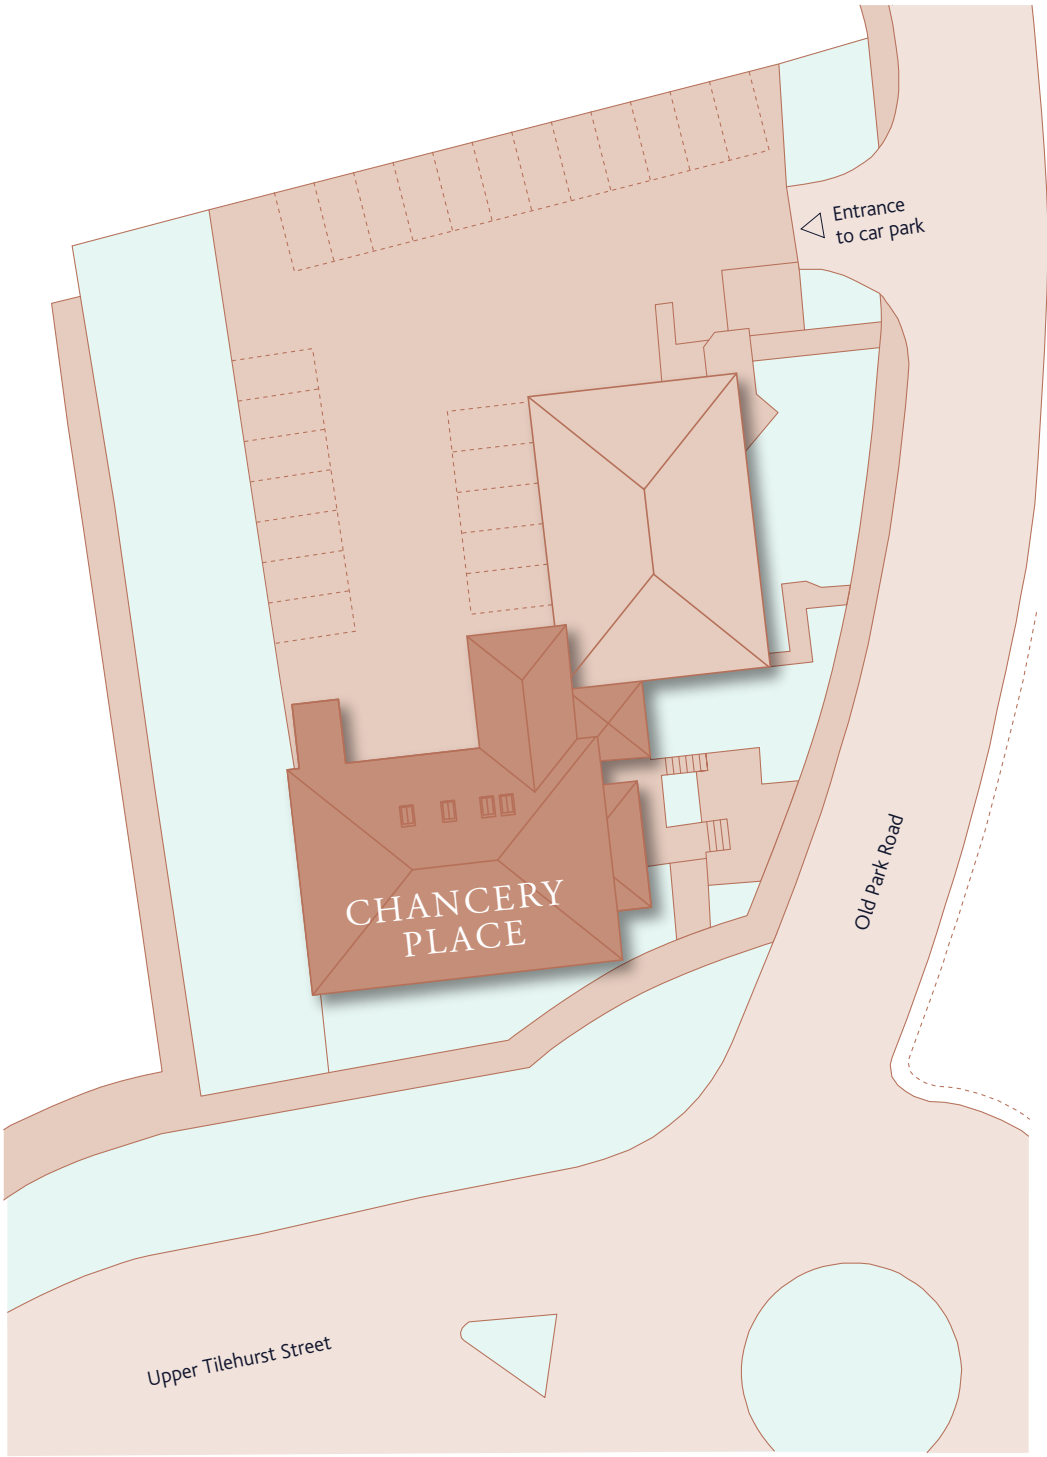 Entrance
to car park
Old Park Road
CHANCERY
PLACE
Upper Tilehurst Street